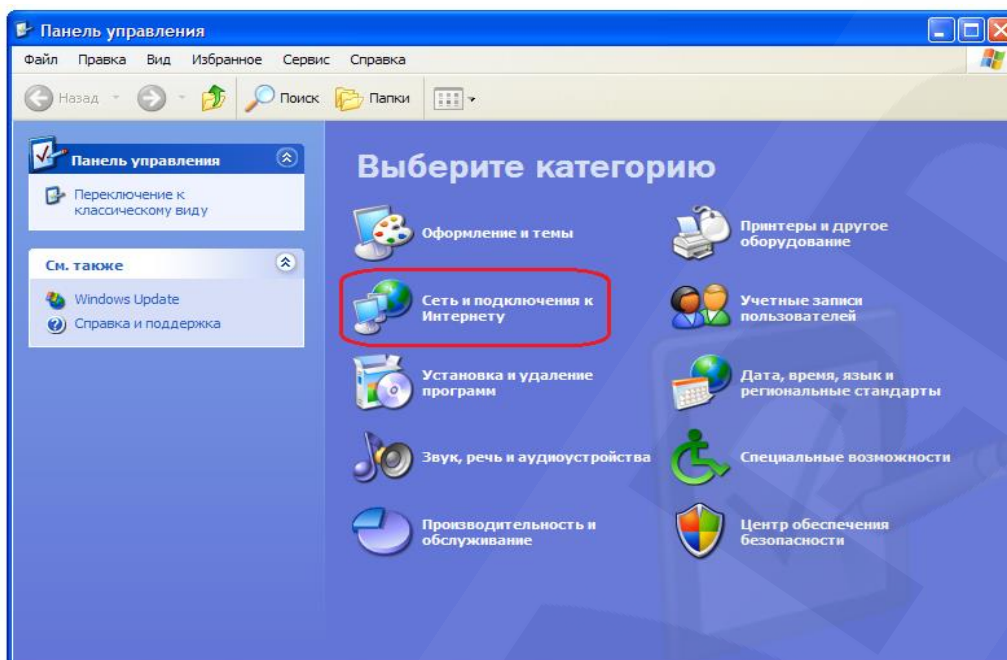 Панель управления
Файл Правка Вид Избранное Сервис Справка
Назад Поиск Папки
Панель управления
Переключение к
классическому виду
См. также
Windows Update
Справка и поддержка
Выберите категорию
Оформление и темы
Принтеры и другое
оборудование
Сеть и подключения к
Интернету
Учетные записи
пользователей
Установка и удаление
программ
Дата, время, язык и
региональные стандарты
Звук, речь и аудиоустройства
Специальные возможности
Производительность и
обслуживание
Центр обеспечения
безопасности